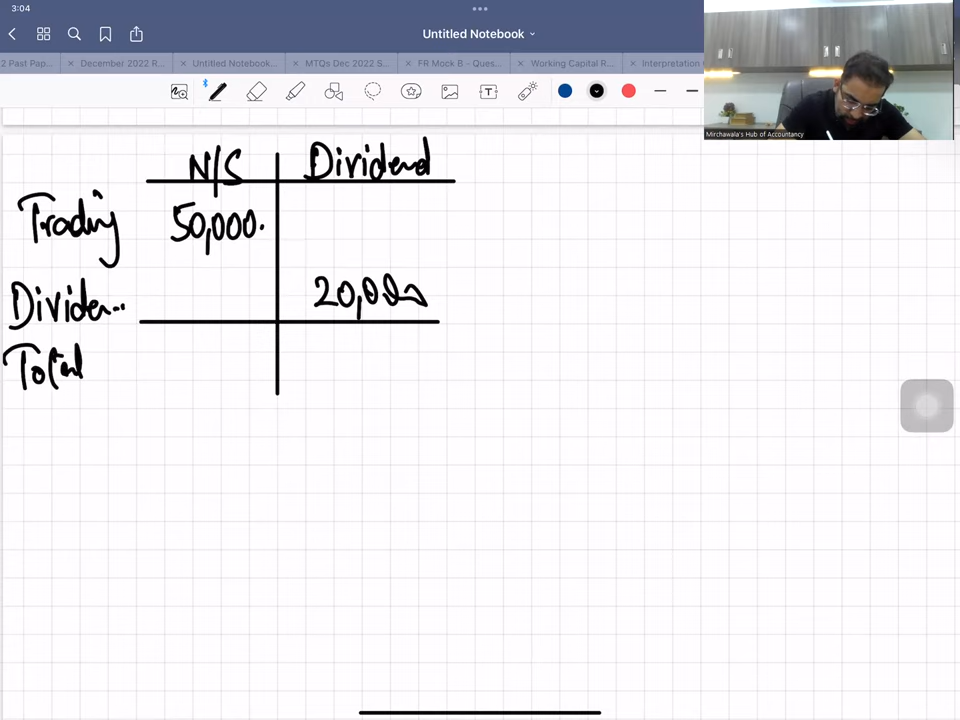 3:04
Untitled Notebook
2 Past Pap...
December 2022 R...
Untitled Notebook...
MTQs Dec 2022 S...
FR Mock B - Ques...
Working Capital R...
Interpretation
Mirchawala's Hub of Accountancy
N/S Dividend
Trading 50,000.
Dividen.. 20,000
Total